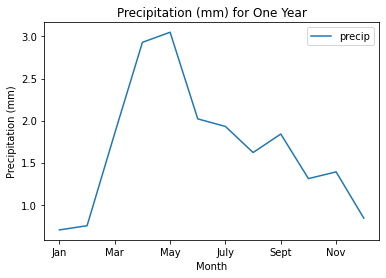 Precipitation (mm) for One Year
precip
Precipitation (mm)
3.0
2.5
2.0
1.5
1.0
Jan Mar May July Sept Nov
Month